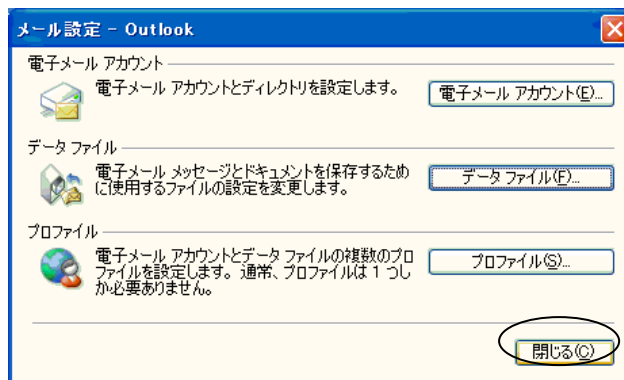 メール設定 - Outlook
電子メール アカウント
電子メール アカウントとディレクトリを設定します。
電子メール アカウント(E)...
データ ファイル
電子メール メッセージとドキュメントを保存するため
に使用するファイルの設定を変更します。
データ ファイル(F)...
プロファイル
電子メール アカウントとデータ ファイルの複数のプロ
ファイルを設定します。通常、プロファイルは 1 つし
か必要ありません。
プロファイル(S)...
閉じる(C)